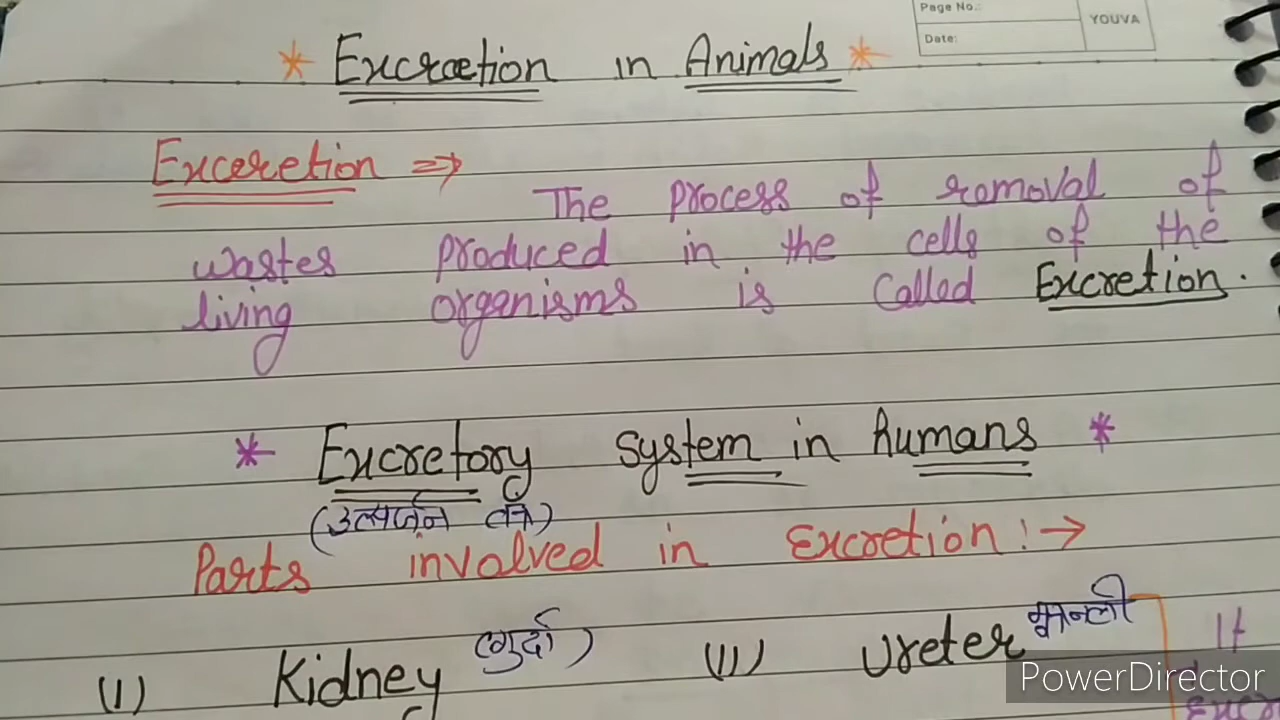 Page No.:
YOUVA
Date:
* Excretion in Animals *
Exceretion ⇒
The process of removal of
wastes produced in the cells of the
living organisms is called Excretion.
* Excretory system in humans *
(उत्सर्जन तंत्र)
Parts involved in Excretion :→
(I) Kidney (गुर्दा) (II) Ureter
It
PowerDirector